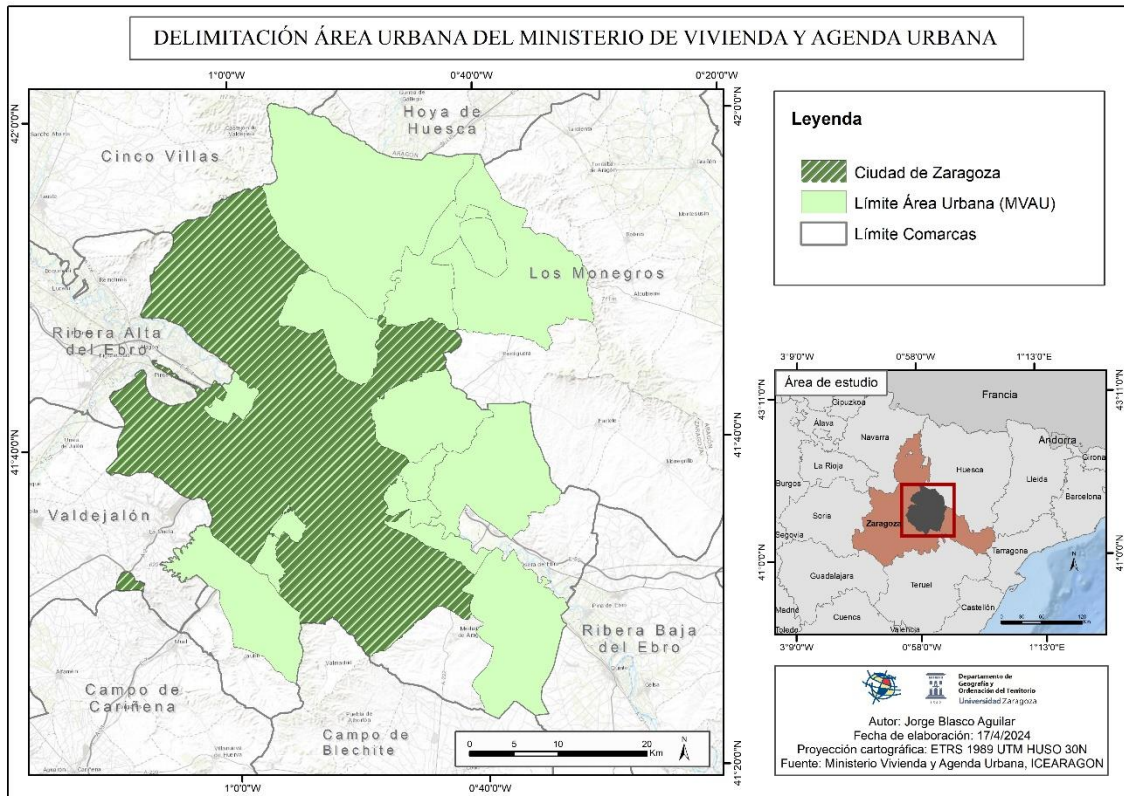 DELIMITACIÓN ÁREA URBANA DEL MINISTERIO DE VIVIENDA Y AGENDA URBANA
1°0'0"W
0°40'0"W
0°20'0"W
42°0'0"N
42°0'0"N
41°40'0"N
41°40'0"N
41°20'0"N
1°0'0"W
0°40'0"W
Hoya de
Huesca
Cinco Villas
ARAGÓN
Los Monegros
Ribera Alta
del Ebro
Valdejalón
Ribera Baja
del Ebro
Campo de
Cariñena
Campo de
Blechite
0 5 10 20
Km
N
Leyenda
Ciudad de Zaragoza
Límite Área Urbana (MVAU)
Límite Comarcas
3°9'0"W
0°58'0"W
1°13'0"E
43°11'0"N
43°11'0"N
41°0'0"N
41°0'0"N
3°9'0"W
0°58'0"W
1°13'0"E
Área de estudio
Francia
Gipuzkoa
Álava
Navarra
Andorra
Girona
La Rioja
Huesca
Lleida
Burgos
Barcelona
Soria
Zaragoza
Segovia
Tarragona
Guadalajara
Teruel
Madrid
Castellón
Cuenca
Toledo
Valencia
N
Departamento de
Geografía y
Ordenación del Territorio
Universidad Zaragoza
Autor: Jorge Blasco Aguilar
Fecha de elaboración: 17/4/2024
Proyección cartográfica: ETRS 1989 UTM HUSO 30N
Fuente: Ministerio Vivienda y Agenda Urbana, ICEARAGON